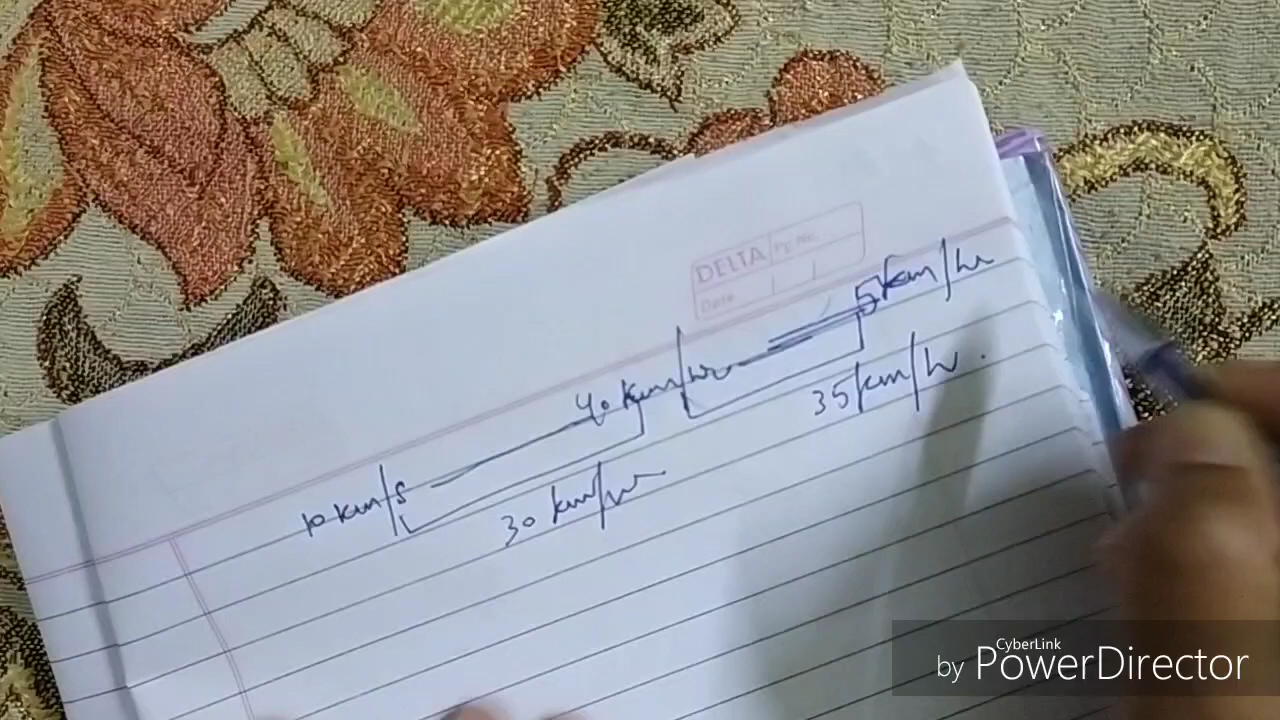 DELTA Pg No.
Date
10 km/s 40 km/hr 5 km/hr
30 km/hr 35 km/hr.
CyberLink
by PowerDirector